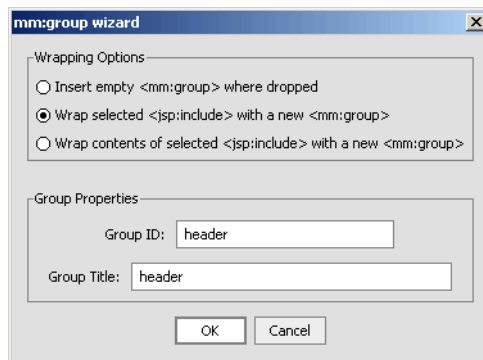 mm:group wizard
Wrapping Options
Insert empty <mm:group> where dropped
Wrap selected <jsp:include> with a new <mm:group>
Wrap contents of selected <jsp:include> with a new <mm:group>
Group Properties
Group ID: header
Group Title: header
OK Cancel